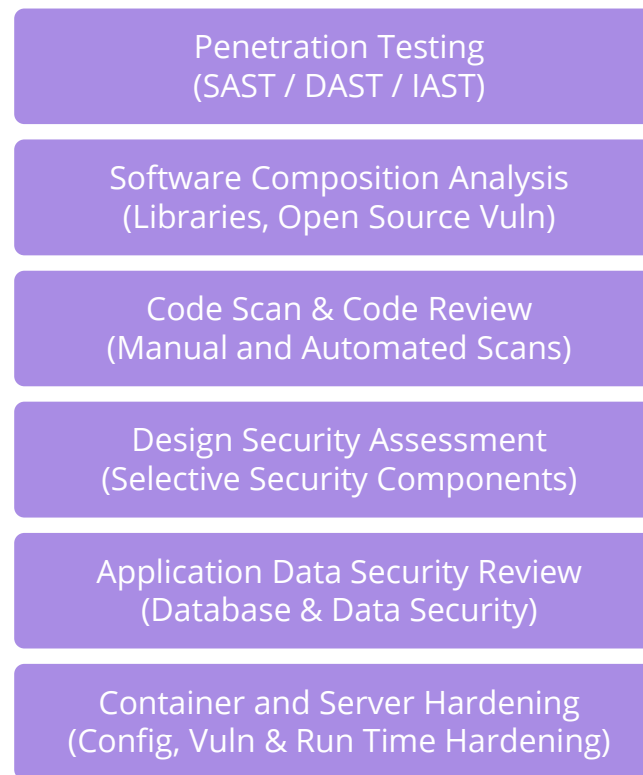 Penetration Testing
(SAST / DAST / IAST)
Software Composition Analysis
(Libraries, Open Source Vuln)
Code Scan & Code Review
(Manual and Automated Scans)
Design Security Assessment
(Selective Security Components)
Application Data Security Review
(Database & Data Security)
Container and Server Hardening
(Config, Vuln & Run Time Hardening)